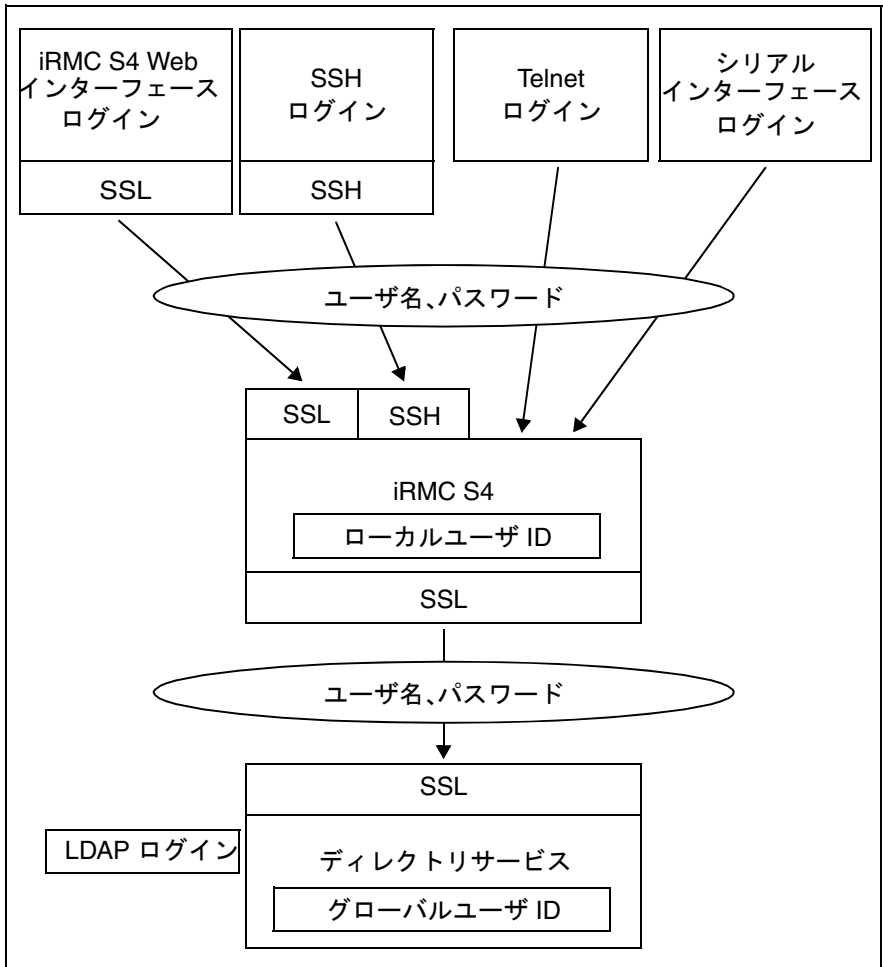 iRMC S4 Web
インターフェース
ログイン
SSL
SSH
ログイン
SSH
Telnet
ログイン
シリアル
インターフェース
ログイン
ユーザ名、パスワード
SSL
SSH
iRMC S4
ローカルユーザ ID
SSL
ユーザ名、パスワード
SSL
LDAP ログイン
ディレクトリサービス
グローバルユーザ ID